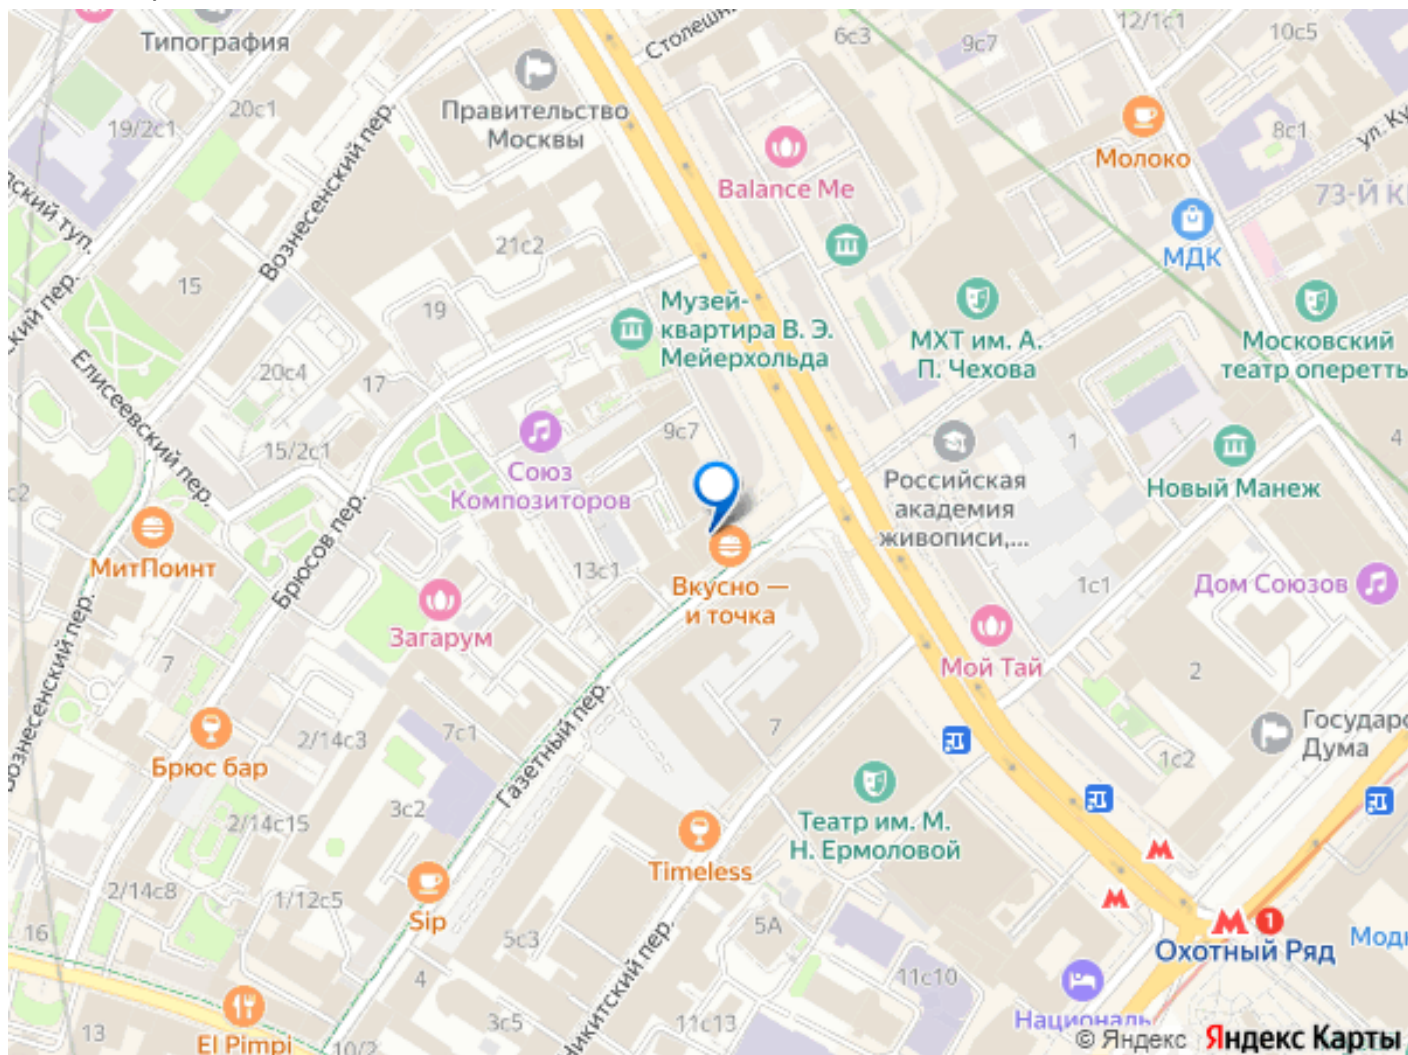 Типография
Столешн
6с3
9с7
12/1с1
10с5
20с1
19/2с1
Правительство
Москвы
Вознесенский пер.
Balance Me
Молоко
8с1
ул. Ку
73-Й К
МДК
вский туп.
21с2
15
ский пер.
19
Музей-
квартира В. Э.
Мейерхольда
МХТ им. А.
П. Чехова
Московский
театр оперетты
Елисеевский пер.
20с4
17
15/2с1
9с7
Союз
Композиторов
Российская
академия
живописи,...
1
4
Новый Манеж
с2
МитПоинт
Брюсов пер.
13с1
Вкусно —
и точка
1с1
Дом Союзов
Загарум
Мой Тай
2
Вознесенский пер.
7
Брюс бар
2/14с3
7с1
Газетный пер.
7
Государс
Дума
1с2
3с2
2/14с15
Театр им. М.
Н. Ермоловой
Timeless
2/14с8
1/12с5
Sip
16
5с3
5А
1
Охотный Ряд
Модн
4
Никитский пер.
11с10
3с5
11с13
Националь
13
El Pimpi
10/2
© Яндекс Яндекс Карты